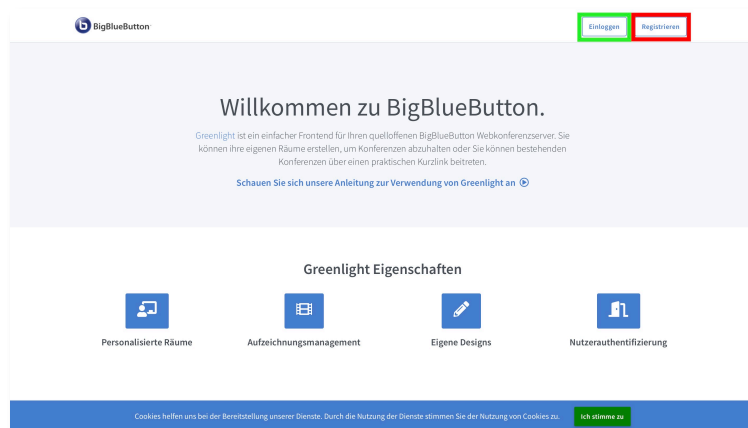 BigBlueButton
Einloggen
Registrieren
Willkommen zu BigBlueButton.
Greenlight ist ein einfacher Frontend für Ihren quelloffenen BigBlueButton Webkonferenzserver. Sie
können ihre eigenen Räume erstellen, um Konferenzen abzuhalten oder Sie können bestehenden
Konferenzen über einen praktischen Kurzlink beitreten.
Schauen Sie sich unsere Anleitung zur Verwendung von Greenlight an
Greenlight Eigenschaften
Personalisierte Räume
Aufzeichnungsmanagement
Eigene Designs
Nutzerauthentifizierung
Cookies helfen uns bei der Bereitstellung unserer Dienste. Durch die Nutzung der Dienste stimmen Sie der Nutzung von Cookies zu.
Ich stimme zu